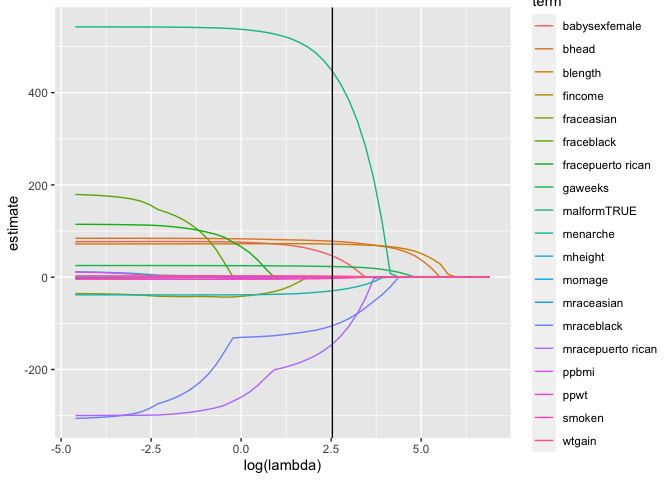 term
babysexfemale
bhead
blength
fincome
fraceasian
fraceblack
fracepuerto rican
gaweeks
malformTRUE
menarche
mheight
momage
mraceasian
mraceblack
mracepuerto rican
ppbmi
ppwt
smoken
wtgain
estimate
400
200
0
-200
-5.0 -2.5 0.0 2.5 5.0
log(lambda)